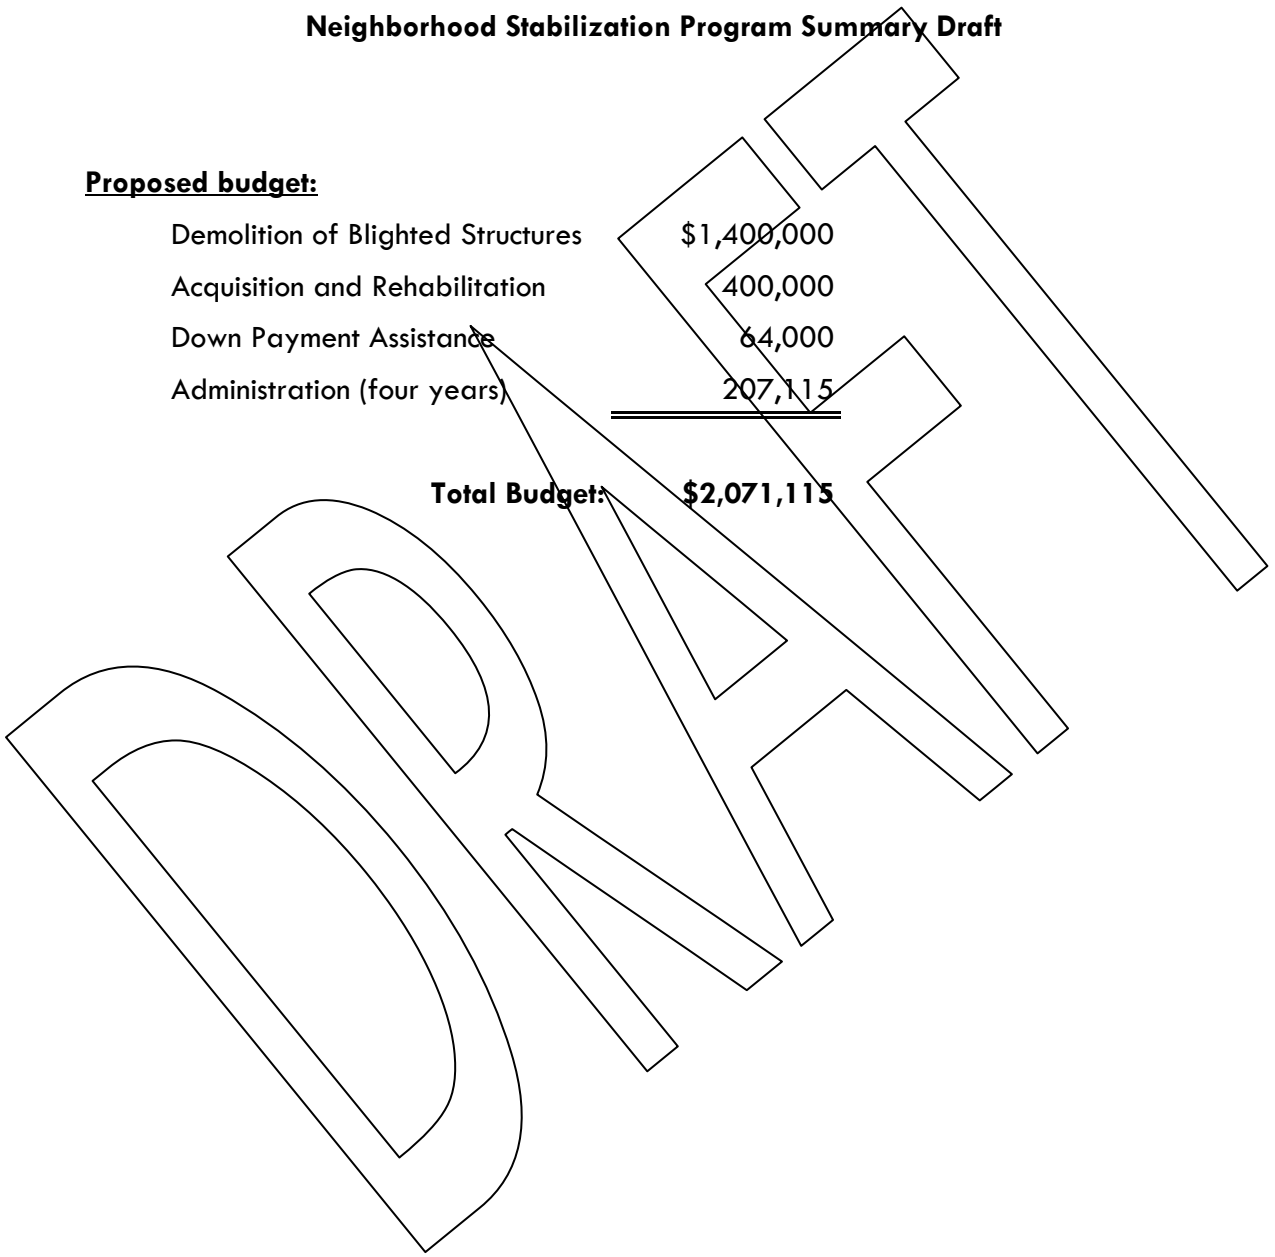 Neighborhood Stabilization Program Summary Draft
Proposed budget:
Demolition of Blighted Structures $1,400,000
Acquisition and Rehabilitation 400,000
Down Payment Assistance 64,000
Administration (four years) 207,115
Total Budget: $2,071,115
DRAFT